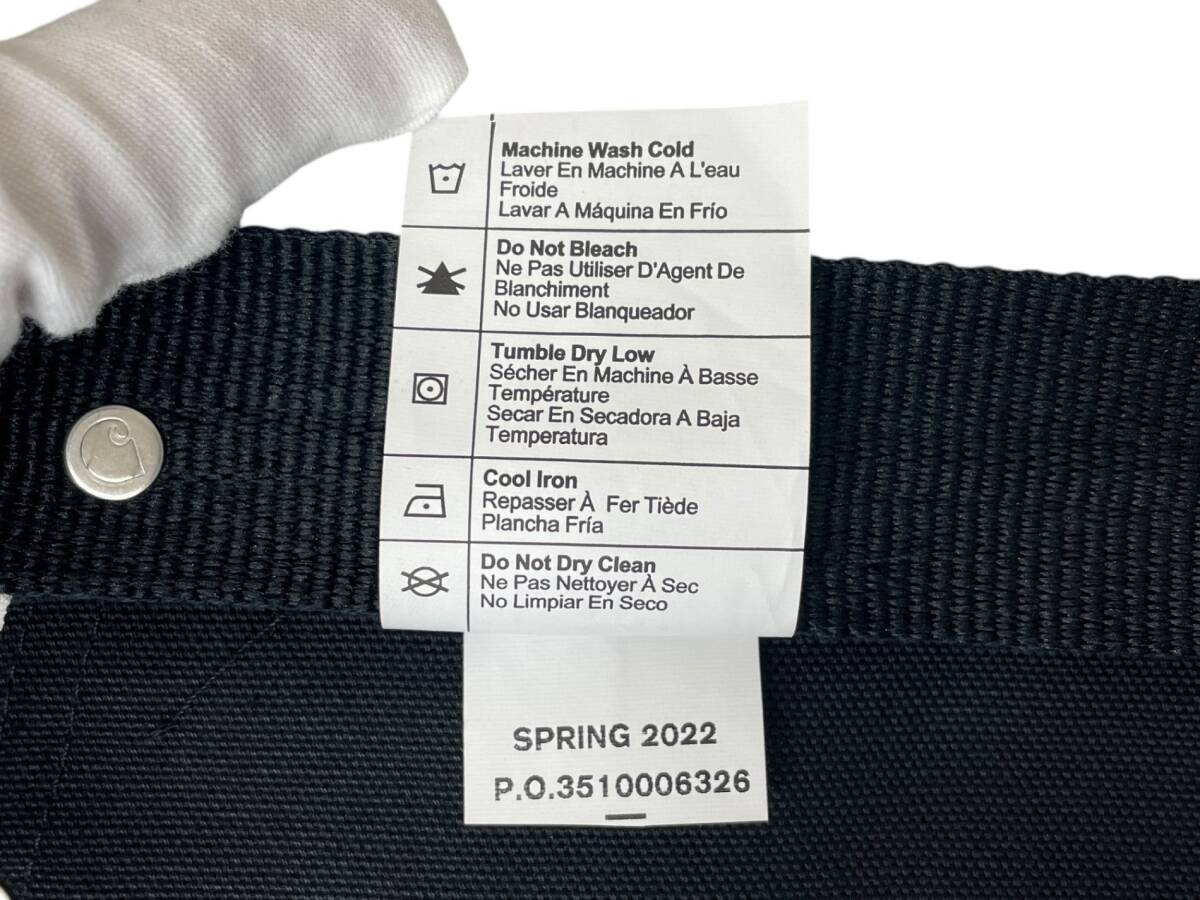 Machine Wash Cold
Laver En Machine A L'eau
Froide
Lavar A Máquina En Frío
Do Not Bleach
Ne Pas Utiliser D'Agent De
Blanchiment
No Usar Blanqueador
Tumble Dry Low
Sécher En Machine À Basse
Température
Secar En Secadora A Baja
Temperatura
Cool Iron
Repasser À Fer Tiède
Plancha Fría
Do Not Dry Clean
Ne Pas Nettoyer À Sec
No Limpiar En Seco
SPRING 2022
P.O.3510006326